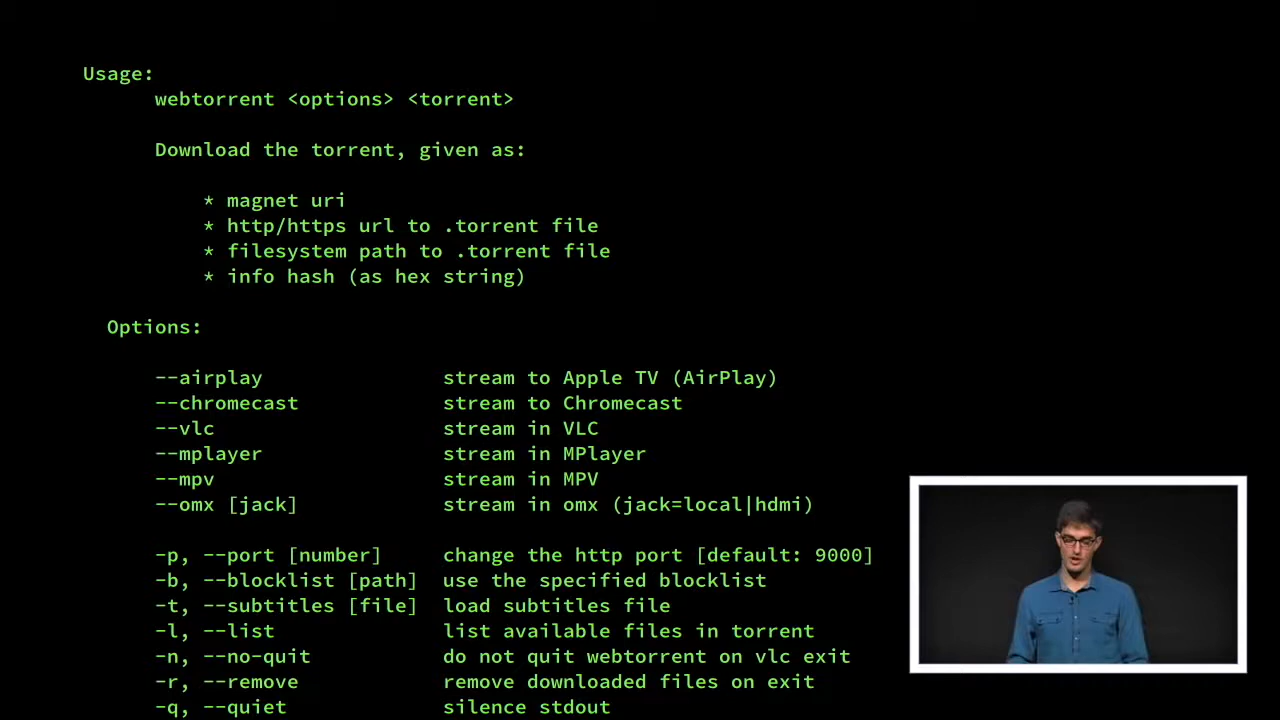 Usage:
webtorrent <options> <torrent>
Download the torrent, given as:
* magnet uri
* http/https url to .torrent file
* filesystem path to .torrent file
* info hash (as hex string)
Options:
--airplay stream to Apple TV (AirPlay)
--chromecast stream to Chromecast
--vlc stream in VLC
--mplayer stream in MPlayer
--mpv stream in MPV
--omx [jack] stream in omx (jack=local|hdmi)
-p, --port [number] change the http port [default: 9000]
-b, --blocklist [path] use the specified blocklist
-t, --subtitles [file] load subtitles file
-l, --list list available files in torrent
-n, --no-quit do not quit webtorrent on vlc exit
-r, --remove remove downloaded files on exit
-q, --quiet silence stdout